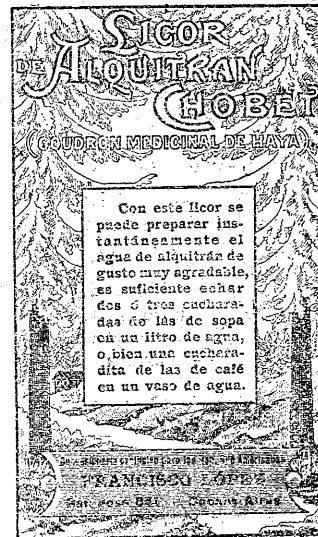 LICOR
DE ALQUITRAN
CHOBET
(GOUDRON MEDICINAL DE HAYA)
Con este licor se
puede preparar ins-
tantáneamente el
agua de alquitrán de
gusto muy agradable,
es suficiente echar
dos ó tres cuchara-
das de las de sopa
en un litro de agua,
o bien una cuchara-
dita de las de café
en un vaso de agua.
FRANCISCO LOPEZ